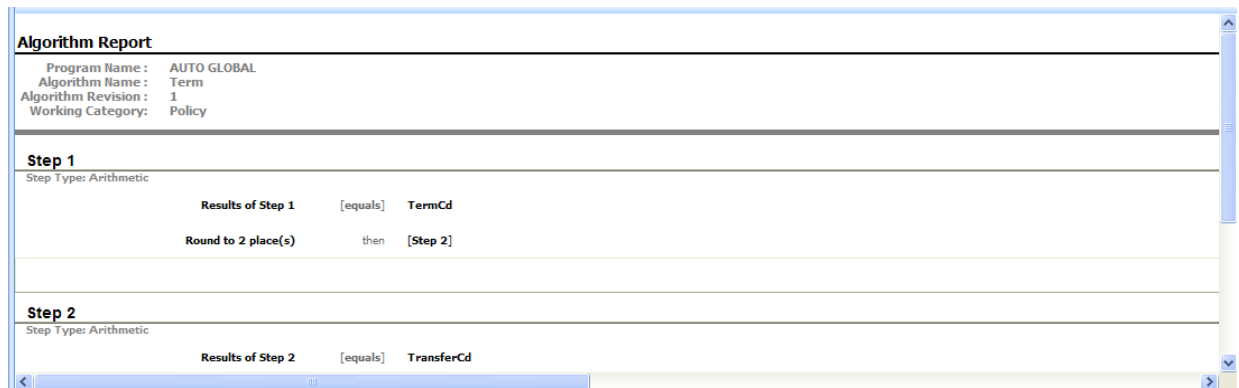 Algorithm Report
Program Name : AUTO GLOBAL
Algorithm Name : Term
Algorithm Revision : 1
Working Category: Policy
Step 1
Step Type: Arithmetic
Results of Step 1 [equals] TermCd
Round to 2 place(s) then [Step 2]
Step 2
Step Type: Arithmetic
Results of Step 2 [equals] TransferCd